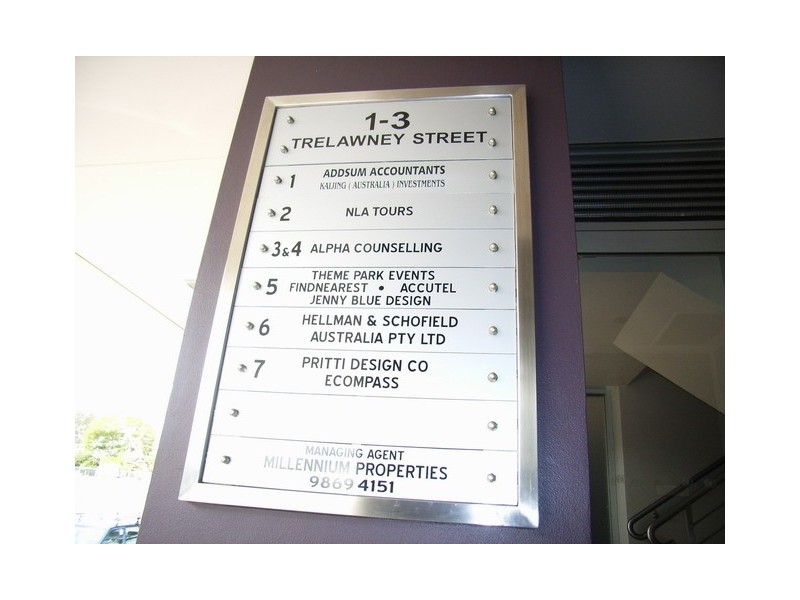 1-3
TRELAWNEY STREET
1 ADDSUM ACCOUNTANTS
KAIJING ( AUSTRALIA ) INVESTMENTS
2 NLA TOURS
3&4 ALPHA COUNSELLING
THEME PARK EVENTS
5 FINDNEAREST • ACCUTEL
JENNY BLUE DESIGN
6 HELLMAN & SCHOFIELD
AUSTRALIA PTY LTD
7 PRITTI DESIGN CO
ECOMPASS
MANAGING AGENT
MILLENNIUM PROPERTIES
9869 4151